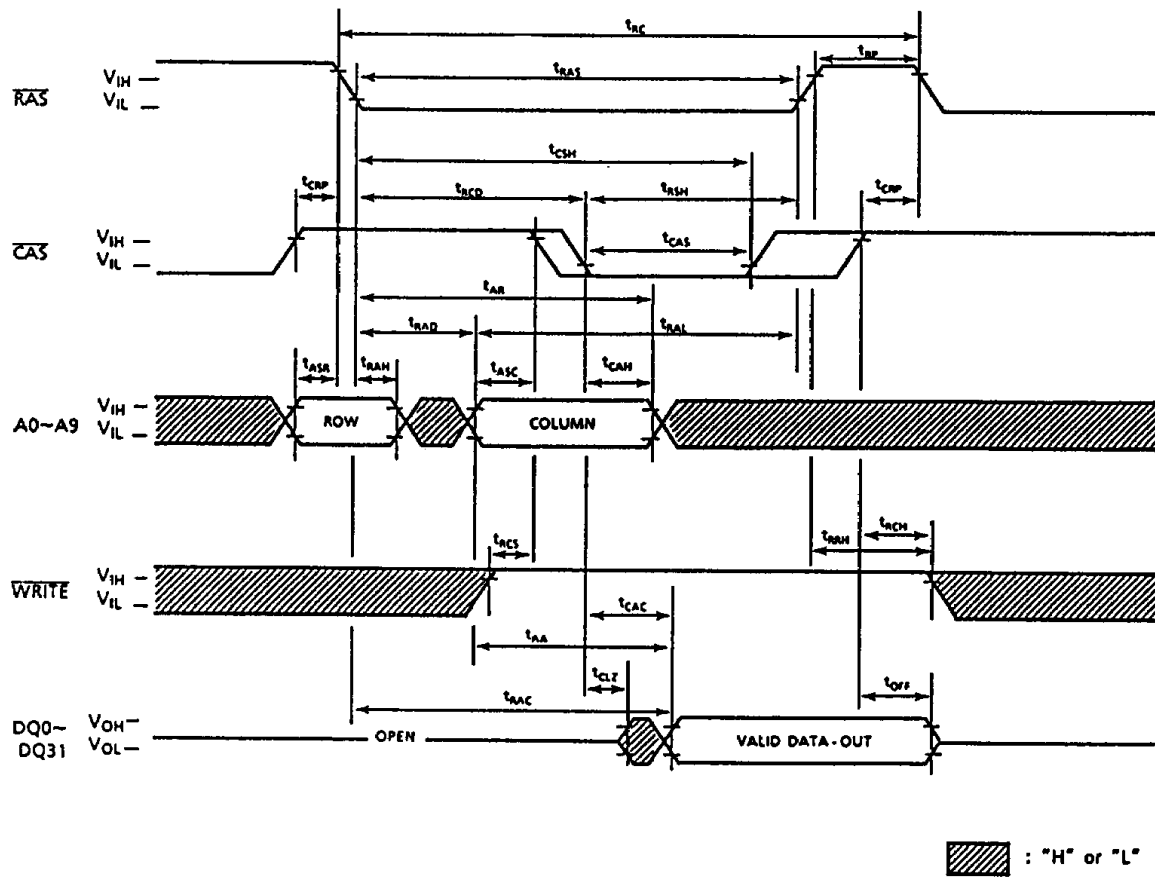 tRC
tRP
tRAS
RAS
VIH
VIL
tCSH
tCRP
tRCD
tRSH
tCRP
CAS
VIH
VIL
tCAS
tAR
tRAD
tRAL
tASR
tRAH
tASC
tCAH
A0~A9
VIH
VIL
ROW
COLUMN
tRCS
tRCH
tRRH
WRITE
VIH
VIL
tCAC
tAA
tCLZ
tOFF
tRAC
DQ0~
DQ31
VOH
VOL
OPEN
VALID DATA-OUT
: "H" or "L"